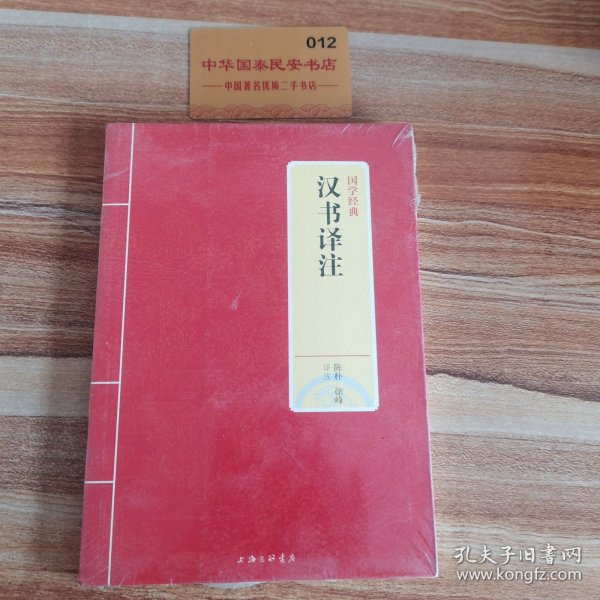 012
中华国泰民安书店
中国著名优质二手书店
国学经典
汉书译注
陈朴 徐峰
译注
上海三联书店
孔夫子旧书网
www.kongfz.com